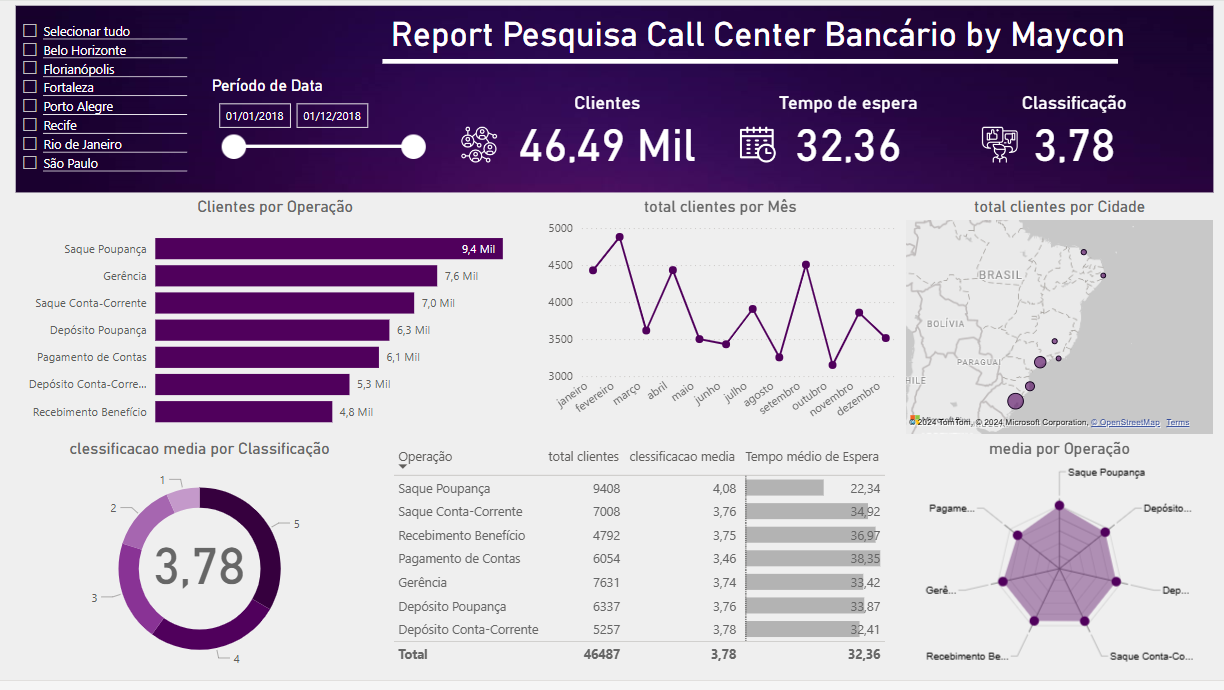 Report Pesquisa Call Center Bancário by Maycon
Selecionar tudo
Belo Horizonte
Florianópolis
Fortaleza
Porto Alegre
Recife
Rio de Janeiro
São Paulo
Período de Data
01/01/2018 01/12/2018
Clientes
46,49 Mil
Tempo de espera
32,36
Classificação
3,78
Clientes por Operação
Saque Poupança 9,4 Mil
Gerência 7,6 Mil
Saque Conta-Corrente 7,0 Mil
Depósito Poupança 6,3 Mil
Pagamento de Contas 6,1 Mil
Depósito Conta-Corre... 5,3 Mil
Recebimento Benefício 4,8 Mil
total clientes por Mês
5000
4500
4000
3500
3000
janeiro fevereiro março abril maio junho julho agosto setembro outubro novembro dezembro
total clientes por Cidade
BRASIL
BOLÍVIA
PARAGUAI
HILE
© 2024 TomTom, © 2024 Microsoft Corporation, © OpenStreetMap Terms
classificacao media por Classificação
1
2
5
3,78
3
4
Operação total clientes clessificacao media Tempo médio de Espera
Saque Poupança 9408 4,08 22,34
Saque Conta-Corrente 7008 3,76 34,92
Recebimento Benefício 4792 3,75 36,97
Pagamento de Contas 6054 3,46 38,35
Gerência 7631 3,74 33,42
Depósito Poupança 6337 3,76 33,87
Depósito Conta-Corrente 5257 3,78 32,41
Total 46487 3,78 32,36
media por Operação
Saque Poupança
Pagame... Depósito...
Gerê... Dep...
Recebimento Be... Saque Conta-Co...